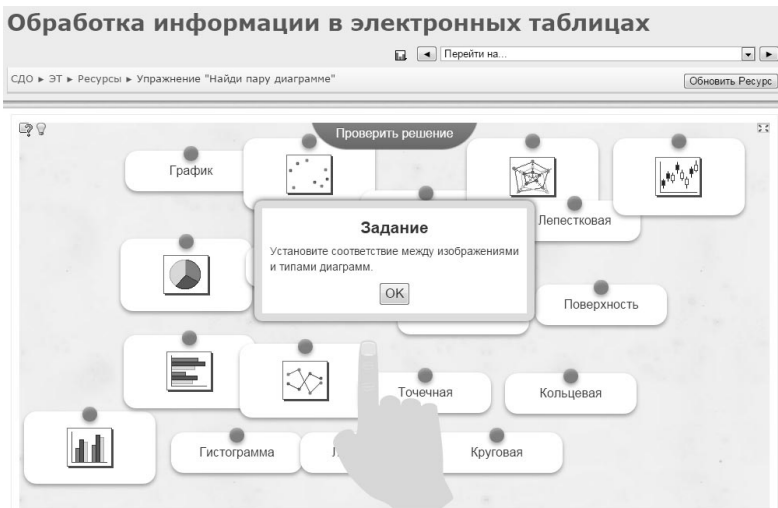 Обработка информации в электронных таблицах
Перейти на...
СДО ► ЭТ ► Ресурсы ► Упражнение "Найди пару диаграмме"
Обновить Ресурс
Проверить решение
График
Задание
Установите соответствие между изображениями
и типами диаграмм.
OK
Лепестковая
Поверхность
Точечная
Кольцевая
Гистограмма
Круговая